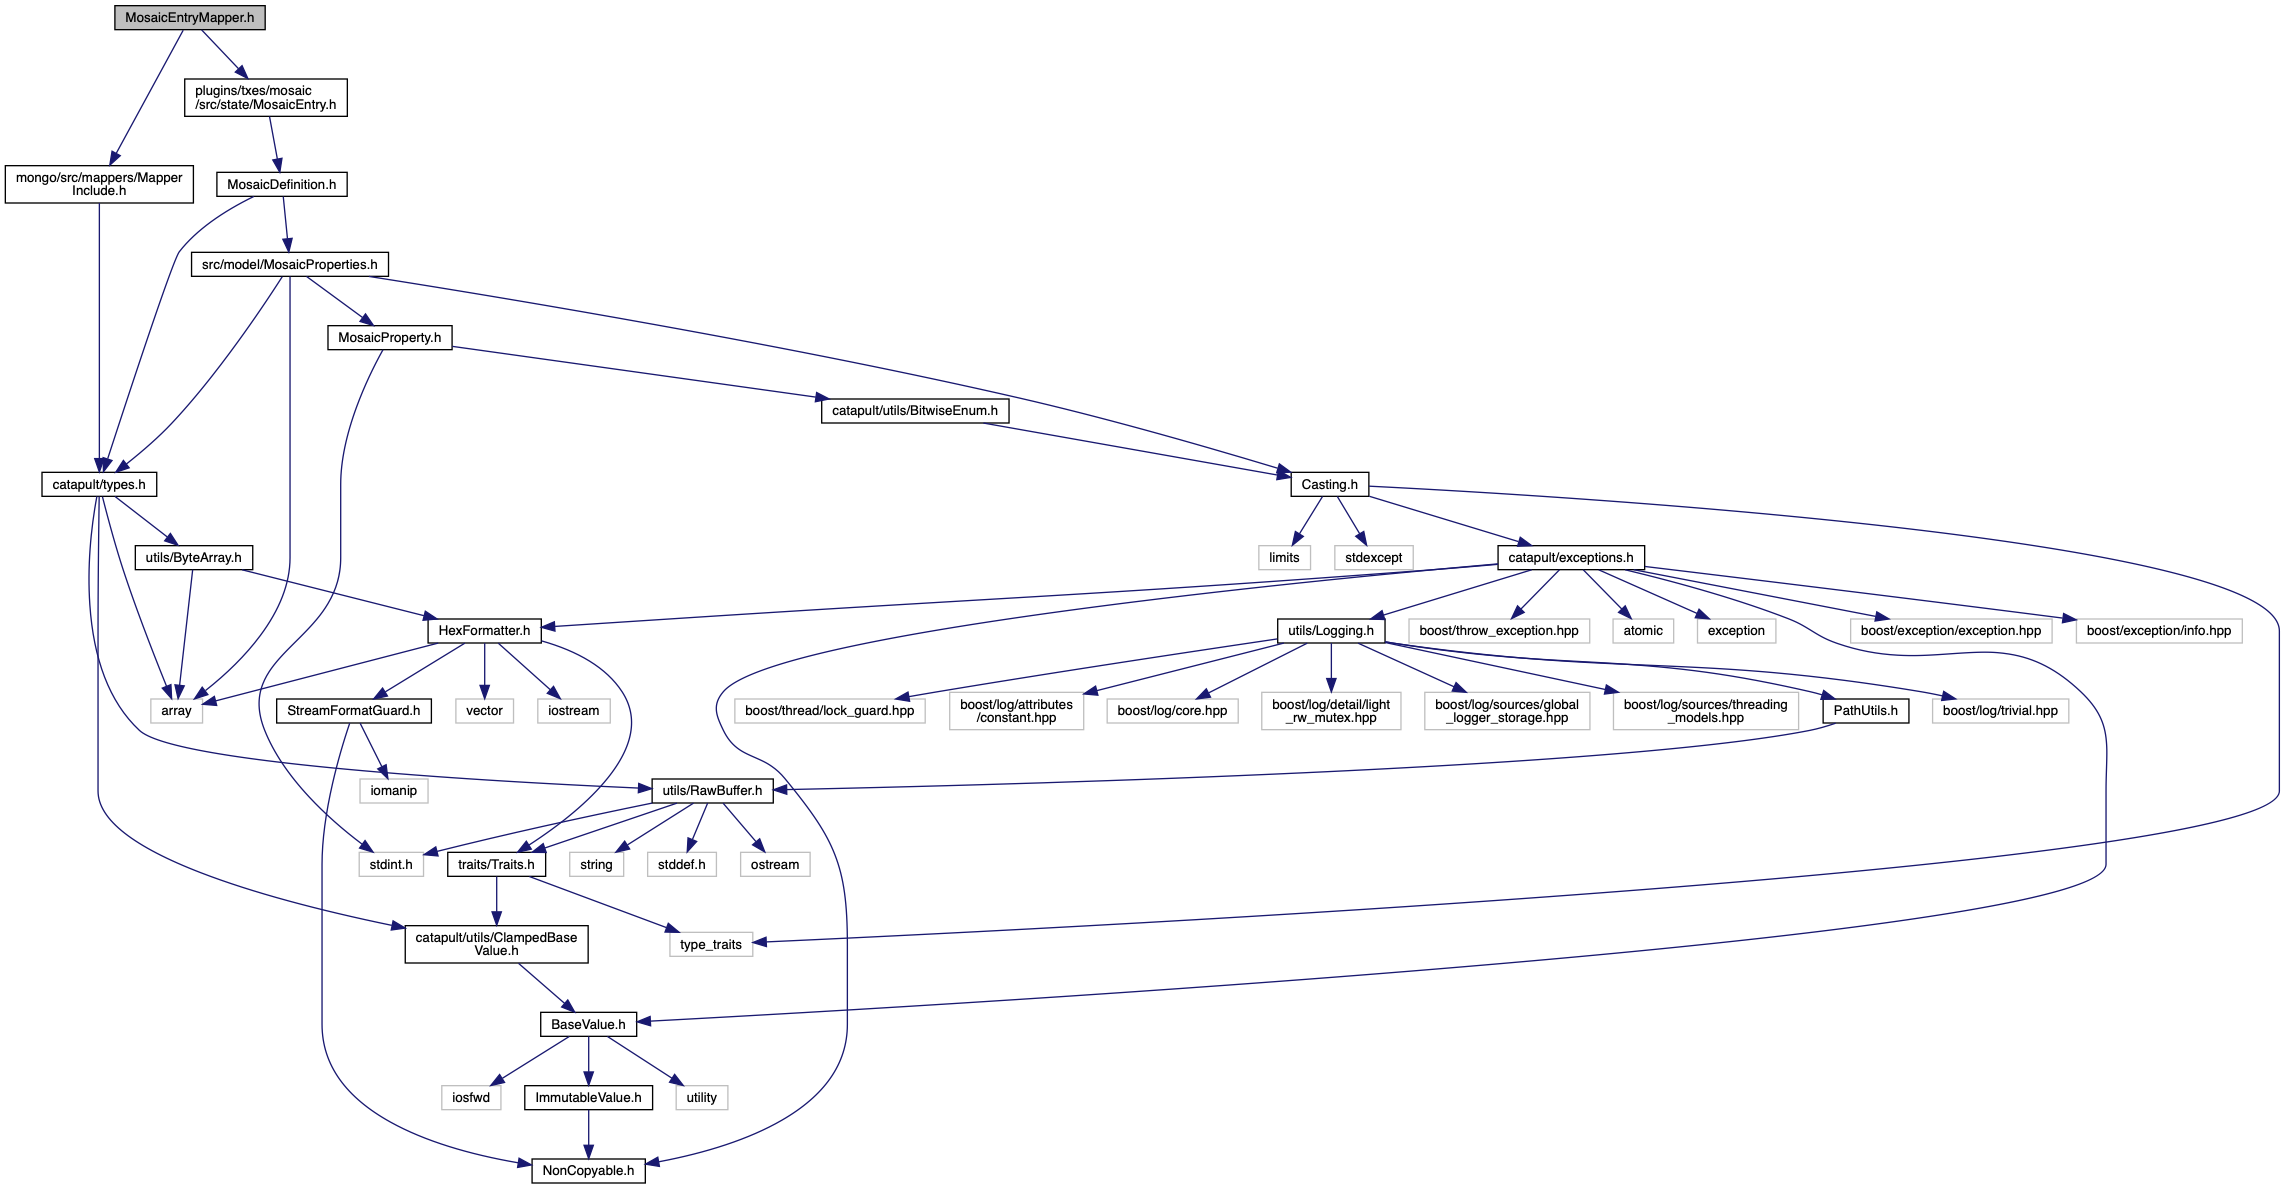 MosaicEntryMapper.h
plugins/txes/mosaic
/src/state/MosaicEntry.h
mongo/src/mappers/Mapper
Include.h
MosaicDefinition.h
src/model/MosaicProperties.h
MosaicProperty.h
catapult/utils/BitwiseEnum.h
catapult/types.h
Casting.h
utils/ByteArray.h
limits
stdexcept
catapult/exceptions.h
HexFormatter.h
utils/Logging.h
boost/throw_exception.hpp
atomic
exception
boost/exception/exception.hpp
boost/exception/info.hpp
array
StreamFormatGuard.h
vector
iostream
boost/thread/lock_guard.hpp
boost/log/attributes
/constant.hpp
boost/log/core.hpp
boost/log/detail/light
_rw_mutex.hpp
boost/log/sources/global
_logger_storage.hpp
boost/log/sources/threading
_models.hpp
PathUtils.h
boost/log/trivial.hpp
iomanip
utils/RawBuffer.h
stdint.h
traits/Traits.h
string
stddef.h
ostream
catapult/utils/ClampedBase
Value.h
type_traits
BaseValue.h
iosfwd
ImmutableValue.h
utility
NonCopyable.h